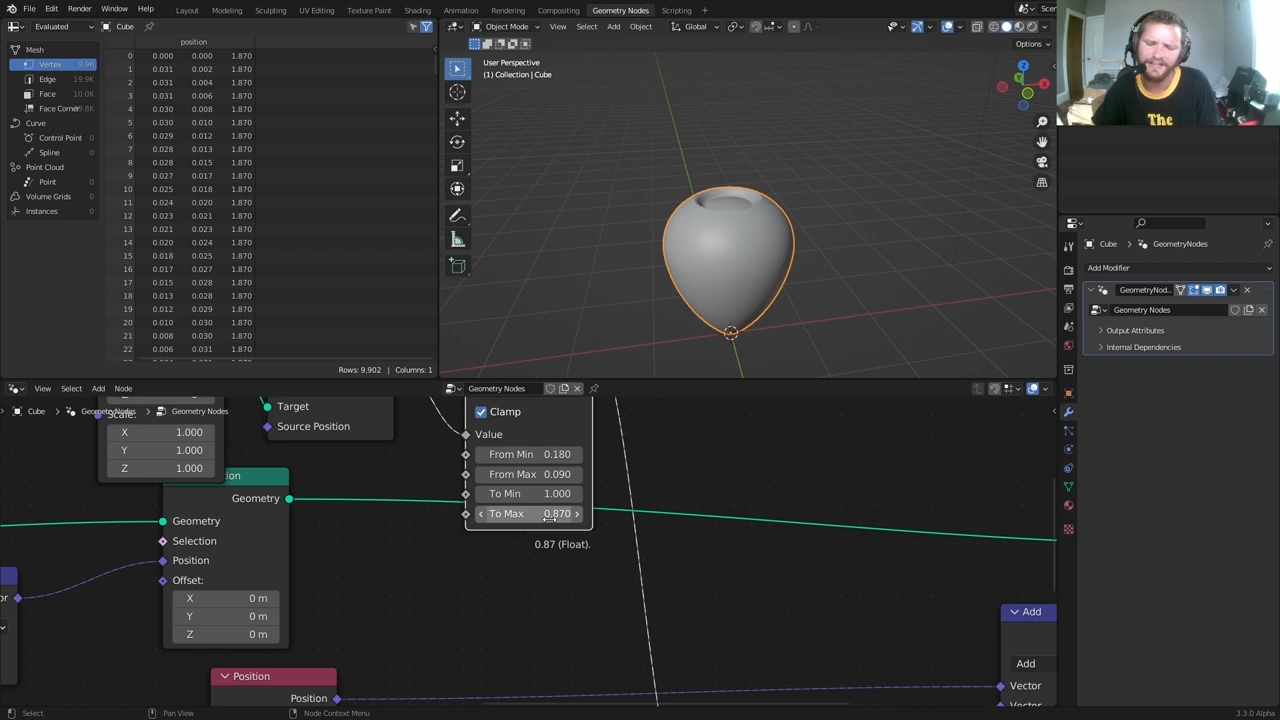 File Edit Render Window Help
Layout Modeling Sculpting UV Editing Texture Paint Shading Animation Rendering Compositing Geometry Nodes Scripting
Scer
Evaluated Cube
Object Mode View Select Add Object Global
Options
Mesh
Vertex 9.9K
Edge 19.9K
Face 10.0K
Face Corner
Curve
Control Point 0
Spline 0
Point Cloud
Point 0
Volume Grids 0
Instances 0
position
0 0.000 0.000 1.870
1 0.031 0.002 1.870
2 0.031 0.004 1.870
3 0.031 0.006 1.870
4 0.030 0.008 1.870
5 0.030 0.010 1.870
6 0.029 0.012 1.870
7 0.028 0.013 1.870
8 0.028 0.015 1.870
9 0.027 0.017 1.870
10 0.025 0.018 1.870
11 0.024 0.020 1.870
12 0.023 0.021 1.870
13 0.021 0.023 1.870
14 0.020 0.024 1.870
15 0.018 0.025 1.870
16 0.017 0.027 1.870
17 0.015 0.028 1.870
18 0.013 0.028 1.870
19 0.012 0.029 1.870
20 0.010 0.030 1.870
21 0.008 0.030 1.870
22 0.006 0.031 1.870
Rows: 9,902 | Columns: 1
User Perspective
(1) Collection | Cube
X
Y
Z
The
Cube GeometryNodes
Add Modifier
GeometryNod..
Geometry Nodes
Output Attributes
Internal Dependencies
View Select Add Node
Geometry Nodes
Cube GeometryNodes Geometry Nodes
Scale:
X 1.000
Y 1.000
Z 1.000
Target
Source Position
Clamp
Value
From Min 0.180
From Max 0.090
To Min 1.000
To Max 0.870
0.87 (Float).
Geometry
Geometry
Selection
Position
Offset:
X 0 m
Y 0 m
Z 0 m
Position
Position
Add
Add
Vector
Select Pan View Node Context Menu
3.3.0 Alpha